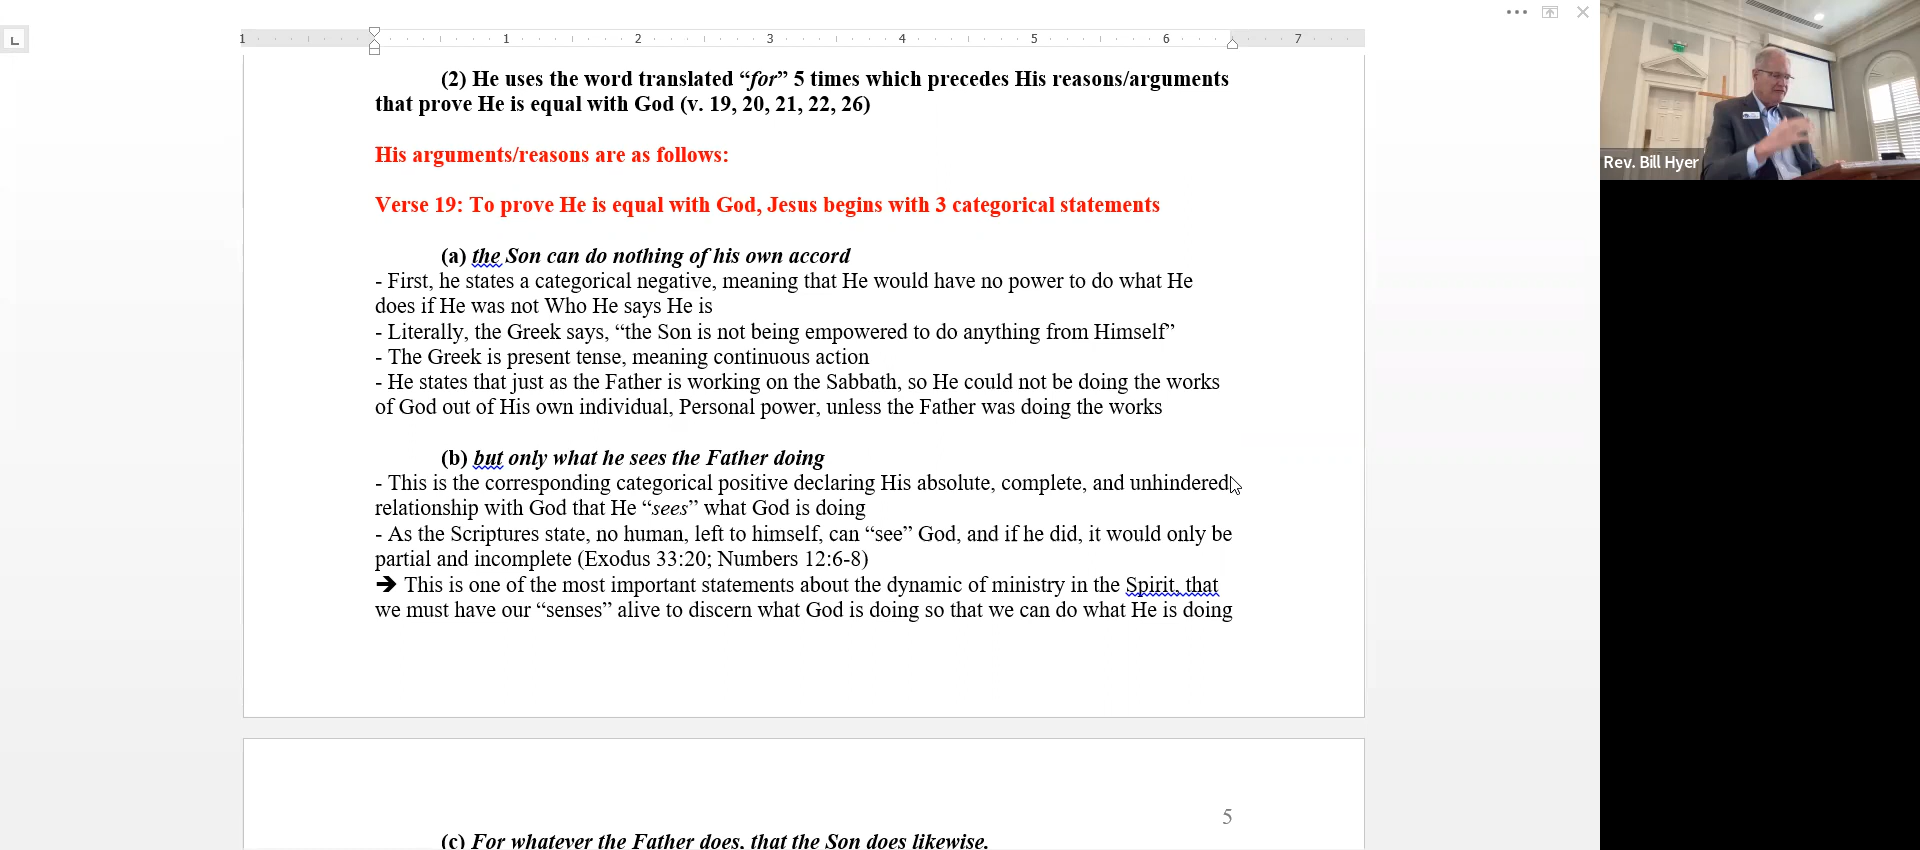 1 1 2 3 4 5 6 7
(2) He uses the word translated “for” 5 times which precedes His reasons/arguments
that prove He is equal with God (v. 19, 20, 21, 22, 26)
His arguments/reasons are as follows:
Verse 19: To prove He is equal with God, Jesus begins with 3 categorical statements
(a) the Son can do nothing of his own accord
- First, he states a categorical negative, meaning that He would have no power to do what He
does if He was not Who He says He is
- Literally, the Greek says, “the Son is not being empowered to do anything from Himself”
- The Greek is present tense, meaning continuous action
- He states that just as the Father is working on the Sabbath, so He could not be doing the works
of God out of His own individual, Personal power, unless the Father was doing the works
(b) but only what he sees the Father doing
- This is the corresponding categorical positive declaring His absolute, complete, and unhindered
relationship with God that He “sees” what God is doing
- As the Scriptures state, no human, left to himself, can “see” God, and if he did, it would only be
partial and incomplete (Exodus 33:20; Numbers 12:6-8)
➔ This is one of the most important statements about the dynamic of ministry in the Spirit, that
we must have our “senses” alive to discern what God is doing so that we can do what He is doing
5
(c) For whatever the Father does, that the Son does likewise.
Rev. Bill Hyer